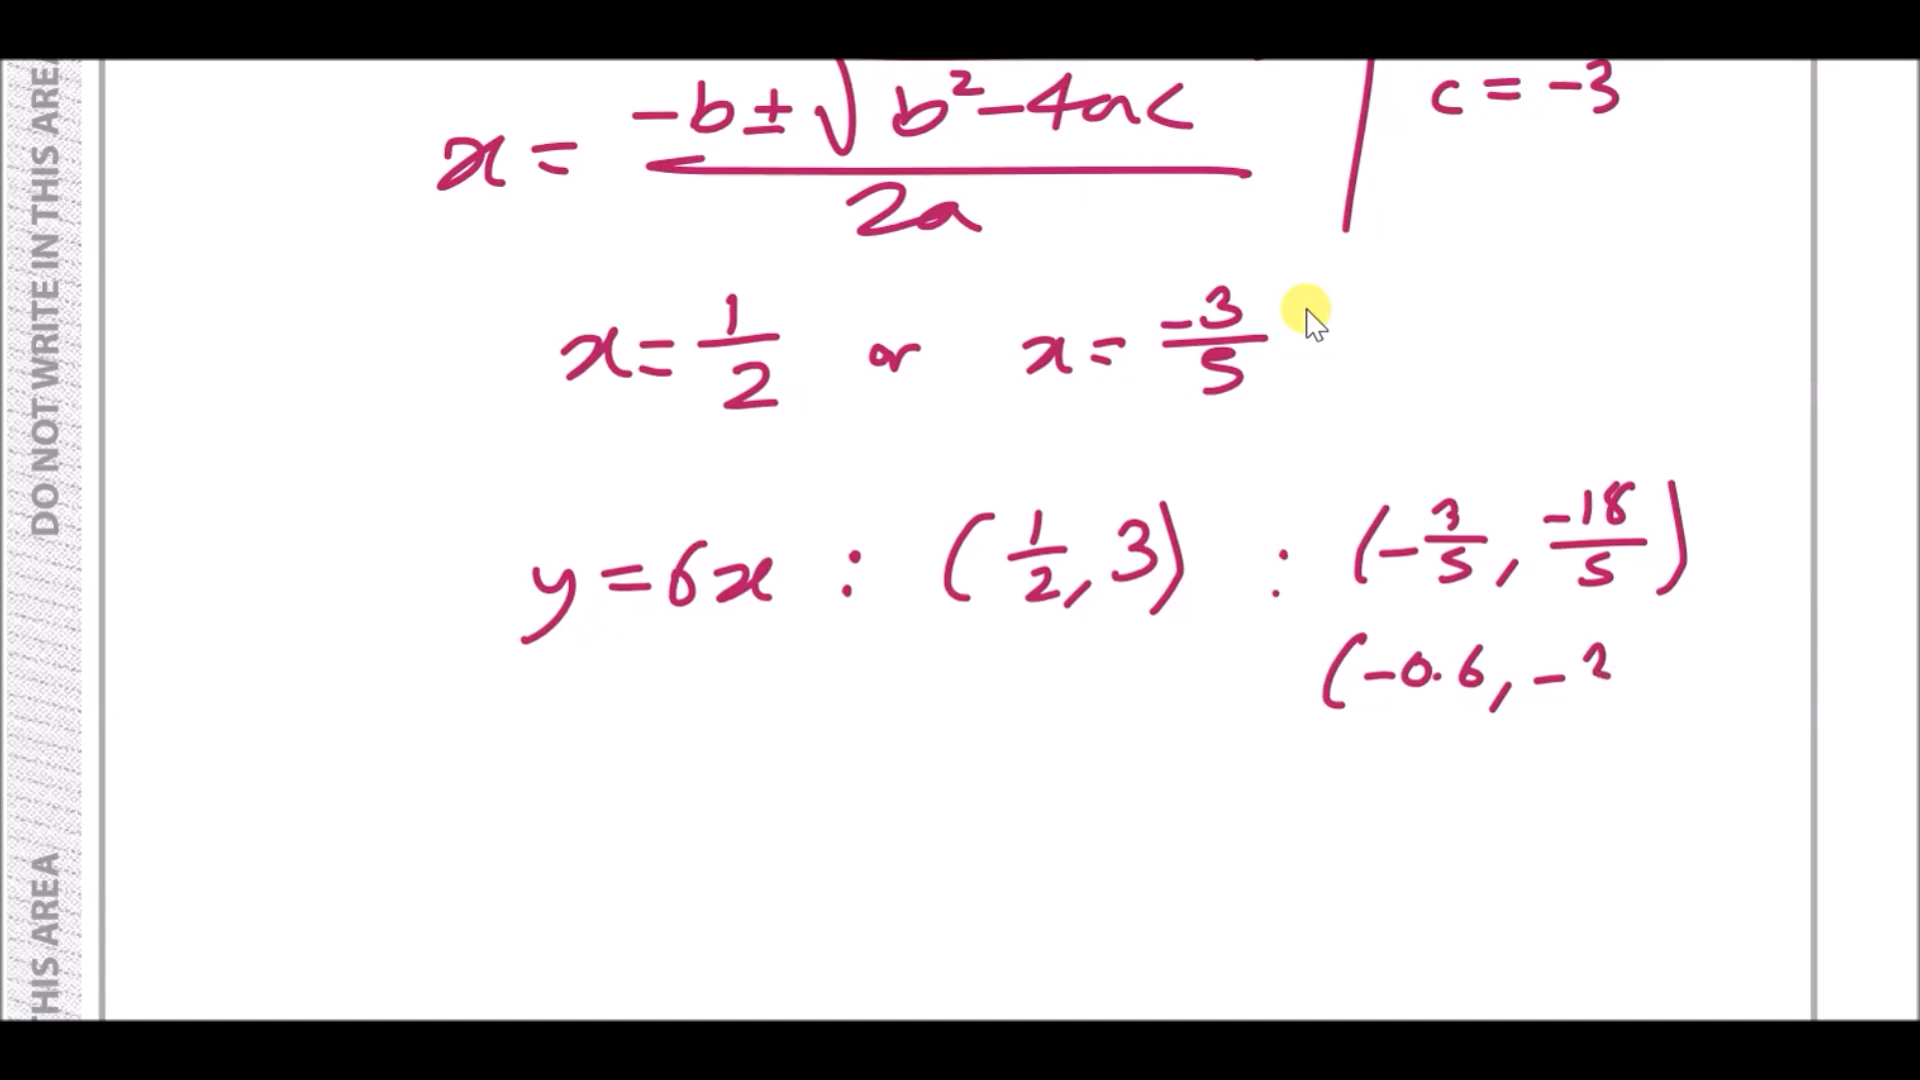 x = (-b ± √(b² - 4ac)) / 2a
c = -3
x = 1/2 or x = -3/5
y = 6x : (1/2, 3) : (-3/5, -18/5)
(-0.6, -
DO NOT WRITE IN THIS AREA
THIS AREA